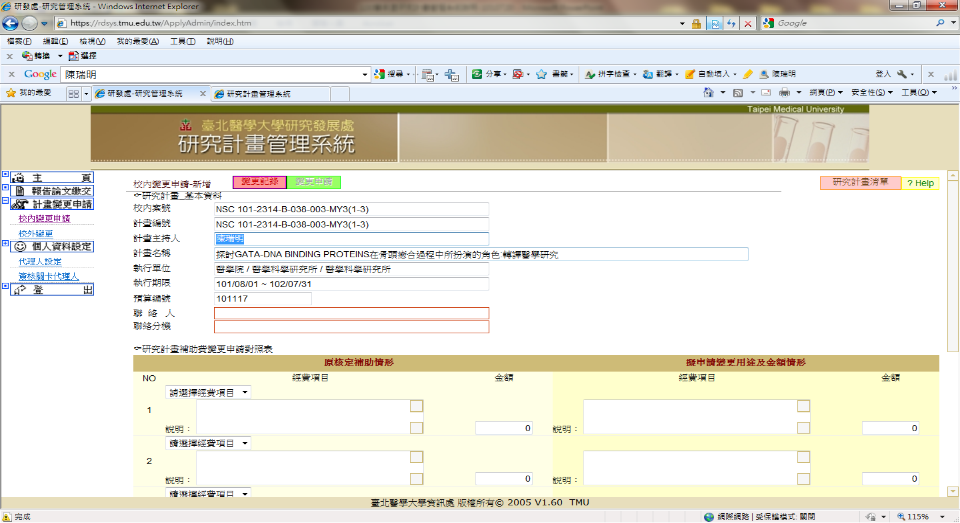 研發處-研究管理系統 - Windows Internet Explorer
https://rdsys.tmu.edu.tw/ApplyAdmin/index.htm
Google
檔案(F) 編輯(E) 檢視(V) 我的最愛(A) 工具(T) 說明(H)
轉換 選擇
Google 陳瑞明 搜尋 分享 書籤 拼字檢查 翻譯 自動填入 陳瑞明 登入
我的最愛 研發處-研究管理系統 研究計畫管理系統 網頁(P) 安全性(S) 工具(O)
Taipei Medical University
臺北醫學大學研究發展處
研究計畫管理系統
主 頁
報告論文繳交
計畫變更申請
校內變更申請
校外變更
個人資料設定
代理人設定
資格關卡代理人
登 出
校內變更申請-新增 變更記錄 變更申請 研究計畫清單 ? Help
研究計畫_基本資料
校內案號 NSC 101-2314-B-038-003-MY3(1-3)
計畫編號 NSC 101-2314-B-038-003-MY3(1-3)
計畫主持人 陳瑞明
計畫名稱 探討GATA-DNA BINDING PROTEINS在骨頭癒合過程中所扮演的角色:轉譯醫學研究
執行單位 醫學院 / 醫學科學研究所 / 醫學科學研究所
執行期限 101/08/01 ~ 102/07/31
預算編號 101117
聯 絡 人
聯絡分機
研究計畫補助費變更申請對照表
原核定補助情形 擬申請變更用途及金額情形
NO 經費項目 金額 經費項目 金額
請選擇經費項目
1
說明： 0 說明： 0
請選擇經費項目
2
說明： 0 說明： 0
請選擇經費項目
臺北醫學大學資訊處 版權所有© 2005 V1.60 TMU
完成 網際網路 | 受保護模式: 關閉 115%